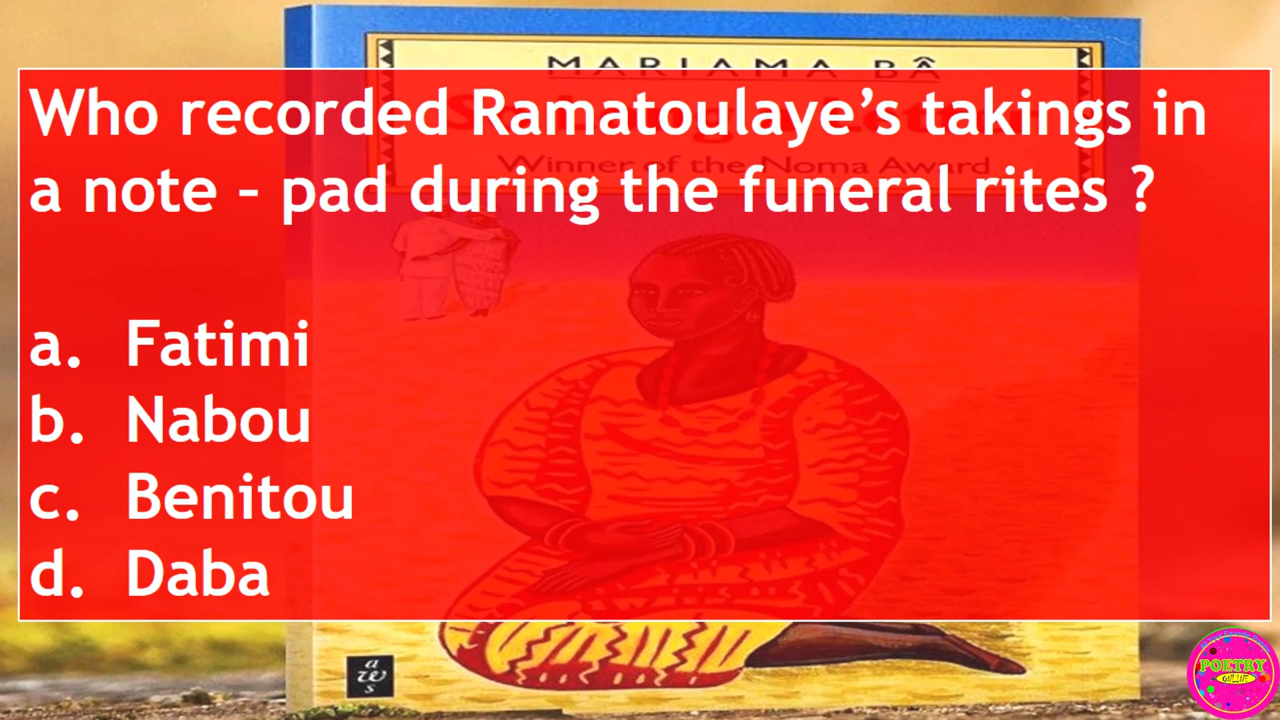 MARIAMA BÂ
Who recorded Ramatoulaye’s takings in
Winner of the Noma Award
a note – pad during the funeral rites ?
a. Fatimi
b. Nabou
c. Benitou
d. Daba
a
w
s
POETRY
ONLINE